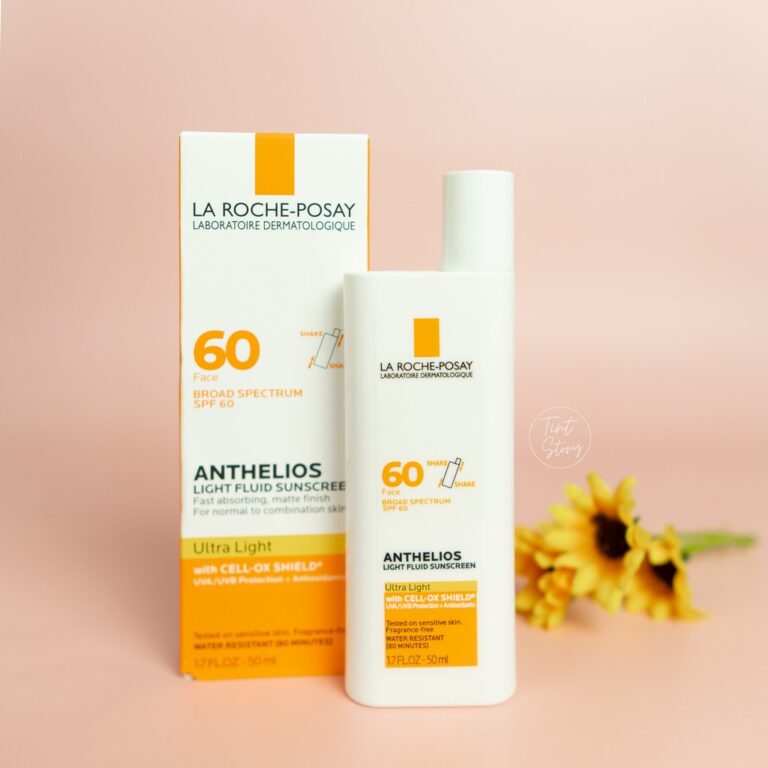 LA ROCHE-POSAY
LABORATOIRE DERMATOLOGIQUE
60
Face
SHAKE
SHA
BROAD SPECTRUM
SPF 60
ANTHELIOS
LIGHT FLUID SUNSCREE
Fast absorbing, matte finish
For normal to combination skin
Ultra Light
with CELL-OX SHIELD®
UVA/UVB Protection + Antioxidants
Tested on sensitive skin. Fragrance-free
WATER RESISTANT (80 MINUTES)
1.7 FL.OZ - 50 ml
LA ROCHE-POSAY
LABORATOIRE DERMATOLOGIQUE
60
Face
SHAKE
SHAKE
BROAD SPECTRUM
SPF 60
ANTHELIOS
LIGHT FLUID SUNSCREEN
Ultra Light
with CELL-OX SHIELD®
UVA/UVB Protection + Antioxidants
Tested on sensitive skin.
Fragrance-free
WATER RESISTANT
(80 MINUTES)
1.7 FL.OZ - 50 ml
Tint
Story